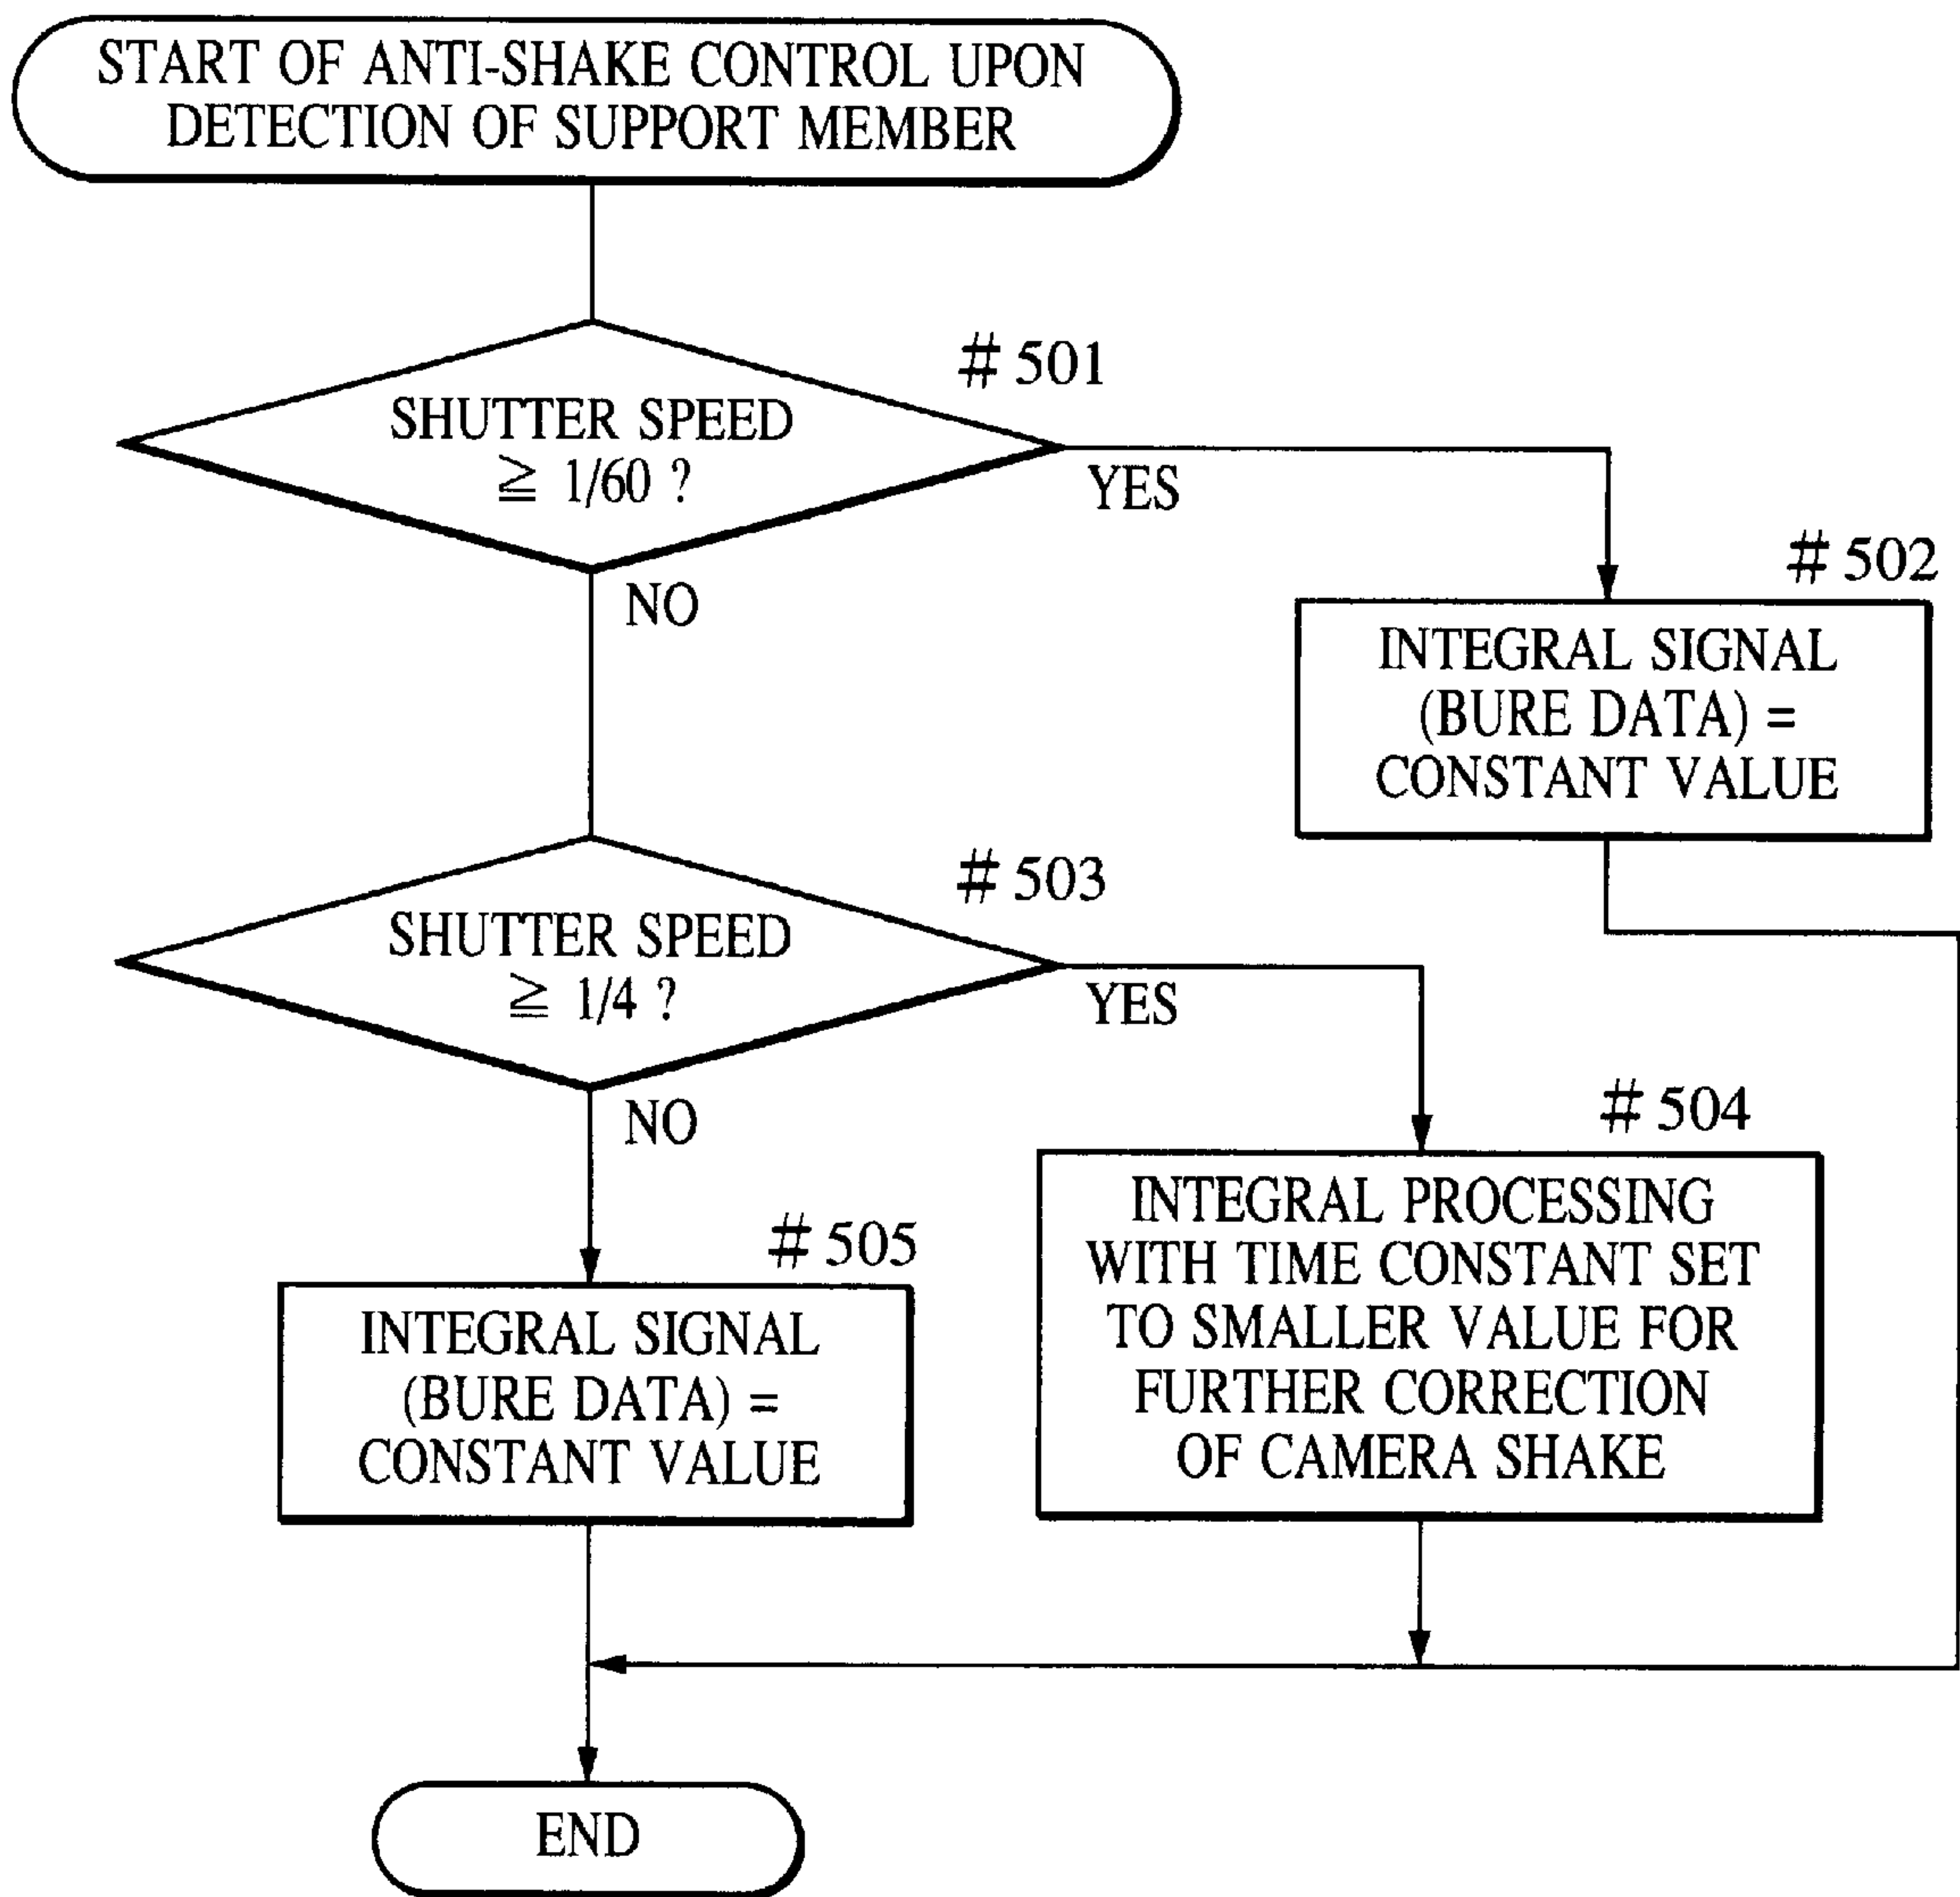 START OF ANTI-SHAKE CONTROL UPON
DETECTION OF SUPPORT MEMBER
# 501
SHUTTER SPEED
≧ 1/60 ?
YES
NO
# 502
INTEGRAL SIGNAL
(BURE DATA) =
CONSTANT VALUE
# 503
SHUTTER SPEED
≧ 1/4 ?
YES
NO
# 504
INTEGRAL PROCESSING
WITH TIME CONSTANT SET
TO SMALLER VALUE FOR
FURTHER CORRECTION
OF CAMERA SHAKE
# 505
INTEGRAL SIGNAL
(BURE DATA) =
CONSTANT VALUE
END